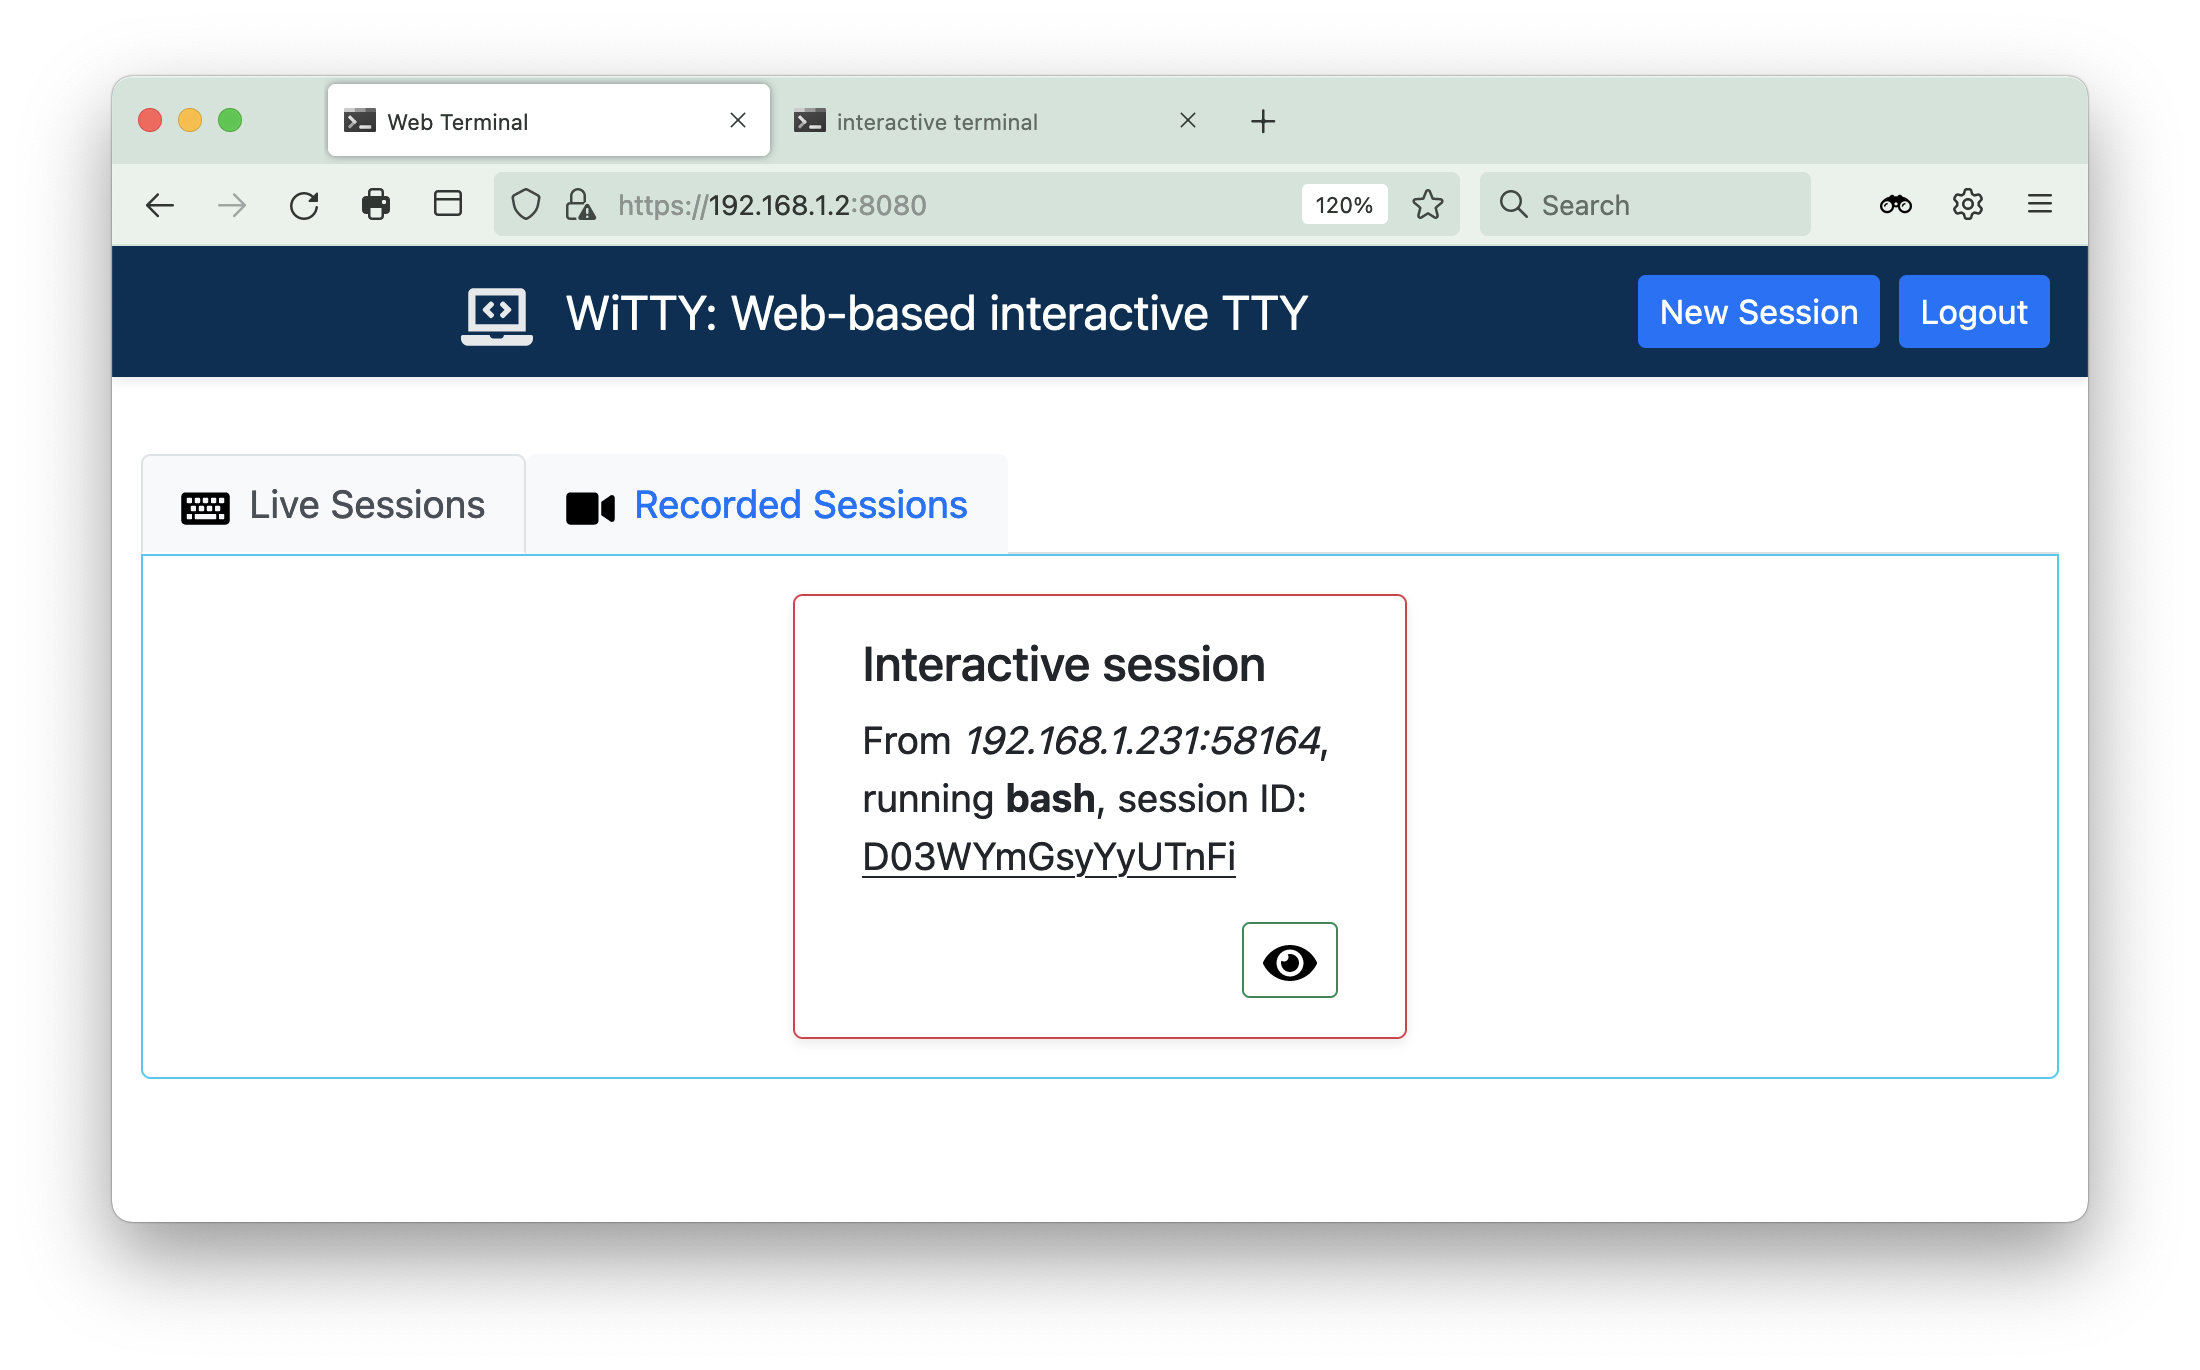 Web Terminal
interactive terminal
https://192.168.1.2:8080
120%
Search
WiTTY: Web-based interactive TTY
New Session
Logout
Live Sessions
Recorded Sessions
Interactive session
From 192.168.1.231:58164,
running bash, session ID:
D03WYmGsyYyUTnFi